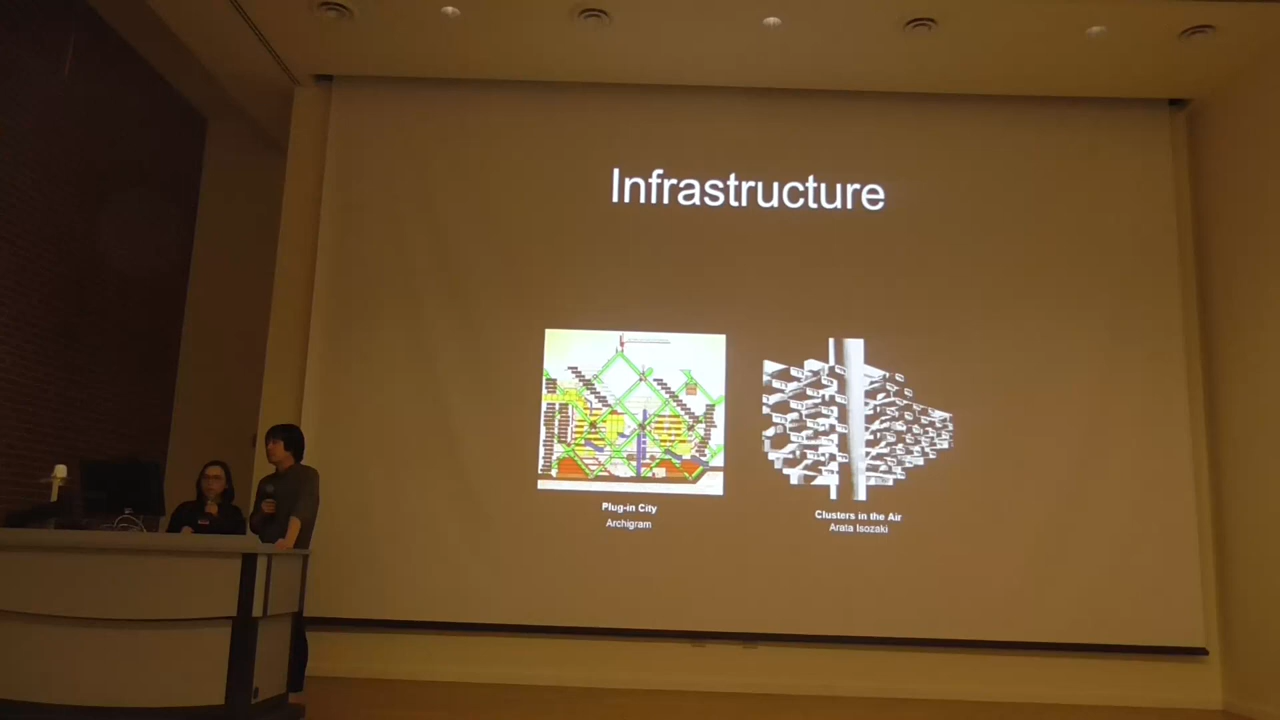 Infrastructure
Plug-in City
Archigram
Clusters in the Air
Arata Isozaki